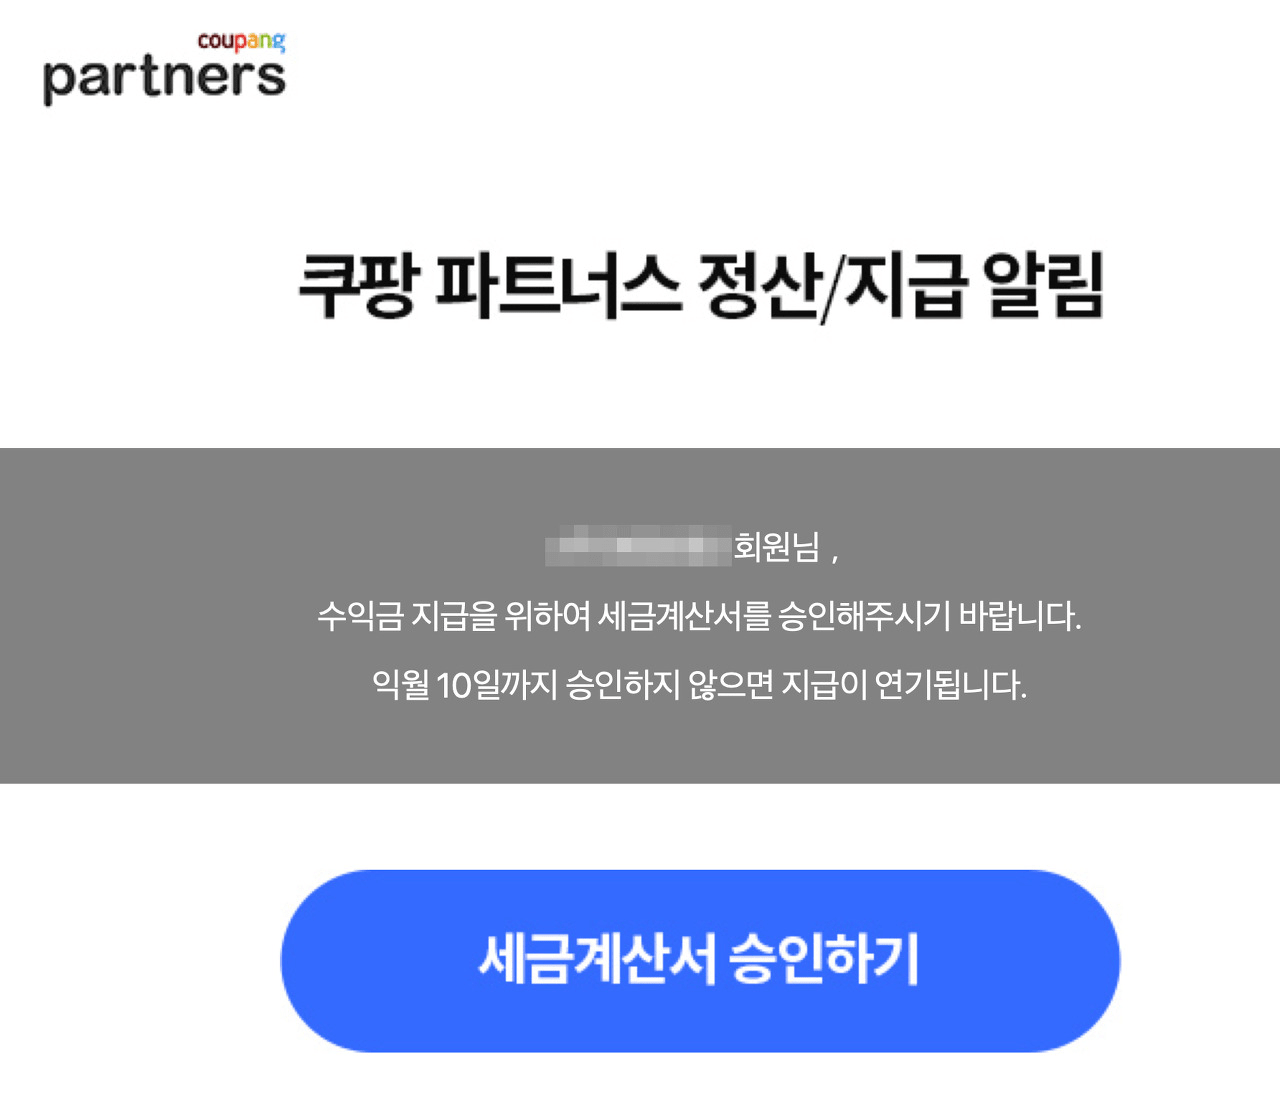 coupang
partners
쿠팡 파트너스 정산/지급 알림
회원님 ,
수익금 지급을 위하여 세금계산서를 승인해주시기 바랍니다.
익월 10일까지 승인하지 않으면 지급이 연기됩니다.
세금계산서 승인하기